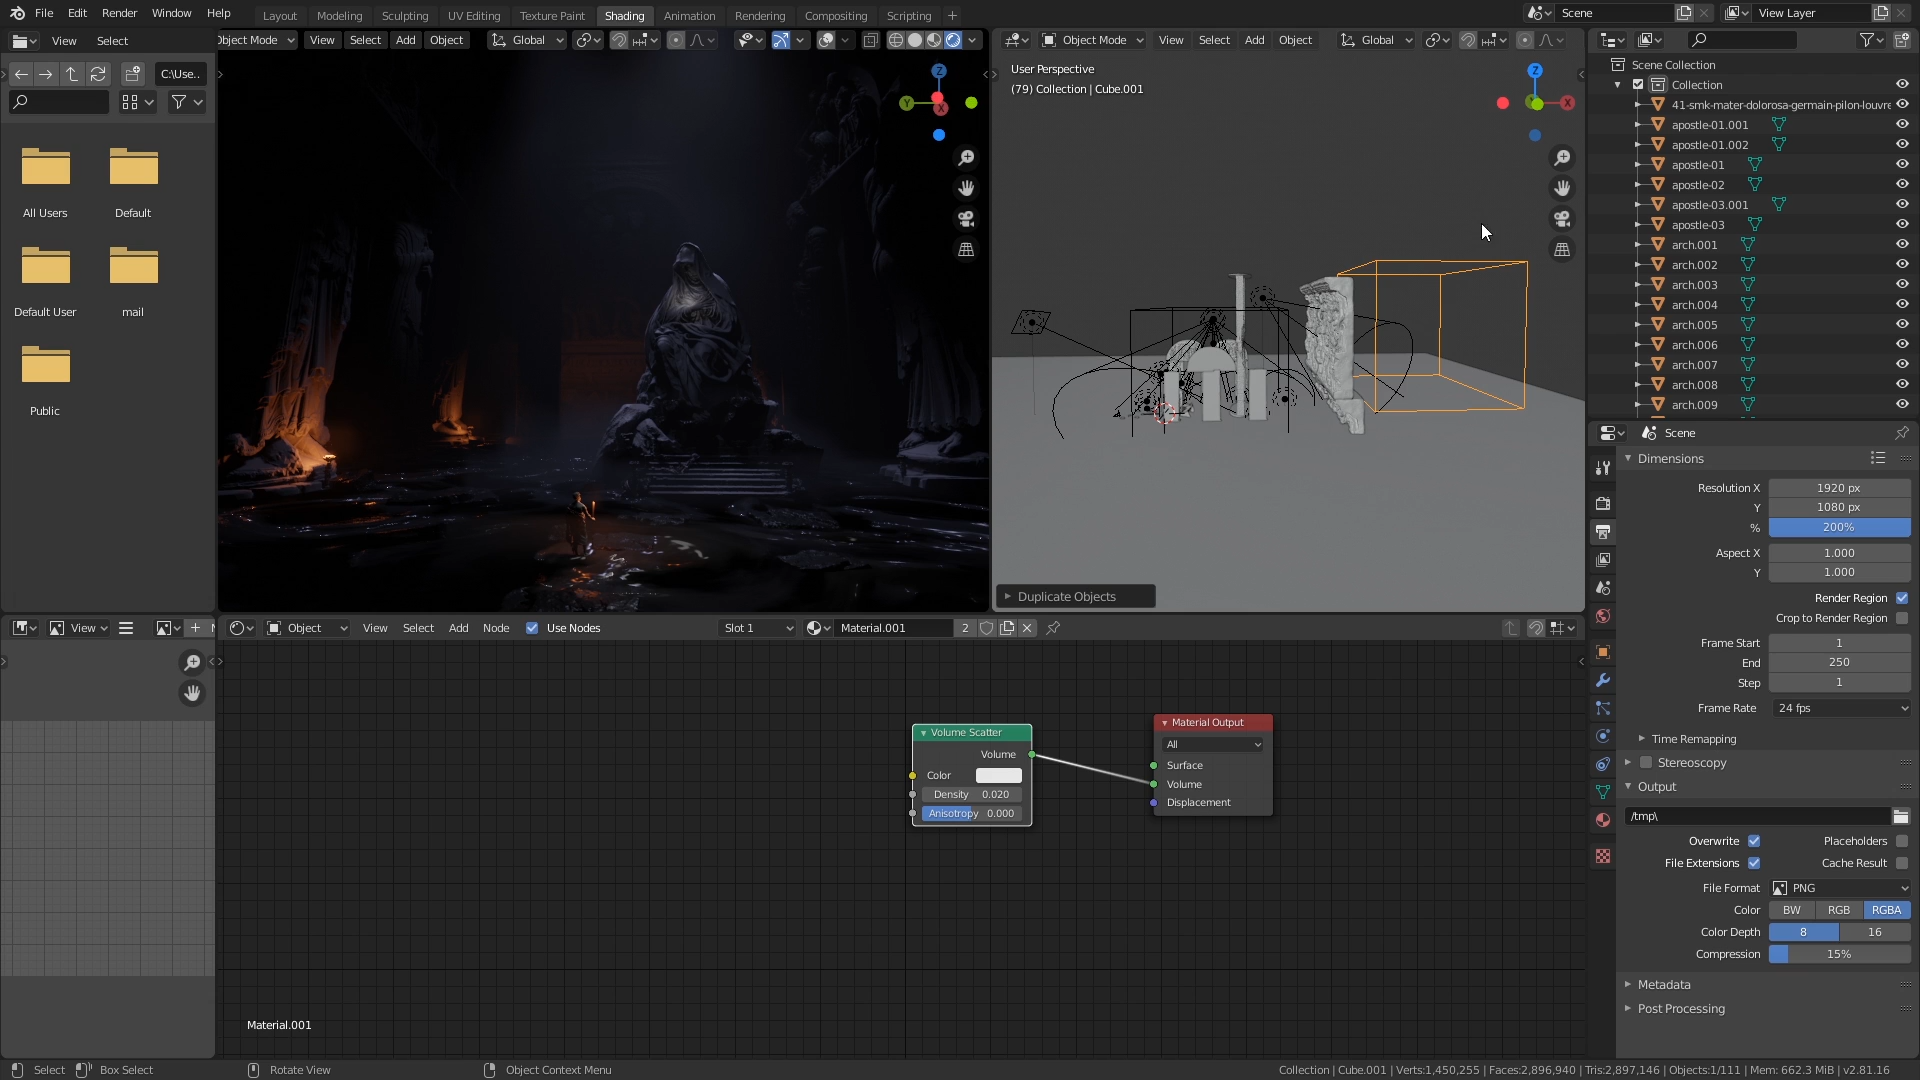 File Edit Render Window Help
Layout Modeling Sculpting UV Editing Texture Paint Shading Animation Rendering Compositing Scripting +
Scene
View Layer
View Select
Object Mode View Select Add Object Global
Object Mode View Select Add Object Global
C:\Use..
All Users
Default
Default User
mail
Public
User Perspective
(79) Collection | Cube.001
Z
Y
X
Z
X
Duplicate Objects
Scene Collection
Collection
41-smk-mater-dolorosa-germain-pilon-louvre
apostle-01.001
apostle-01.002
apostle-01
apostle-02
apostle-03.001
apostle-03
arch.001
arch.002
arch.003
arch.004
arch.005
arch.006
arch.007
arch.008
arch.009
Scene
Dimensions
Resolution X 1920 px
Y 1080 px
% 200%
Aspect X 1.000
Y 1.000
Render Region
Crop to Render Region
Frame Start 1
End 250
Step 1
Frame Rate 24 fps
Time Remapping
Stereoscopy
Output
/tmp\
Overwrite Placeholders
File Extensions Cache Result
File Format PNG
Color BW RGB RGBA
Color Depth 8 16
Compression 15%
Metadata
Post Processing
View
Object View Select Add Node Use Nodes Slot 1 Material.001 2
Volume Scatter
Volume
Color
Density 0.020
Anisotropy 0.000
Material Output
All
Surface
Volume
Displacement
Material.001
Select Box Select Rotate View Object Context Menu
Collection | Cube.001 | Verts:1,450,255 | Faces:2,896,940 | Tris:2,897,146 | Objects:1/111 | Mem: 662.3 MiB | v2.81.16